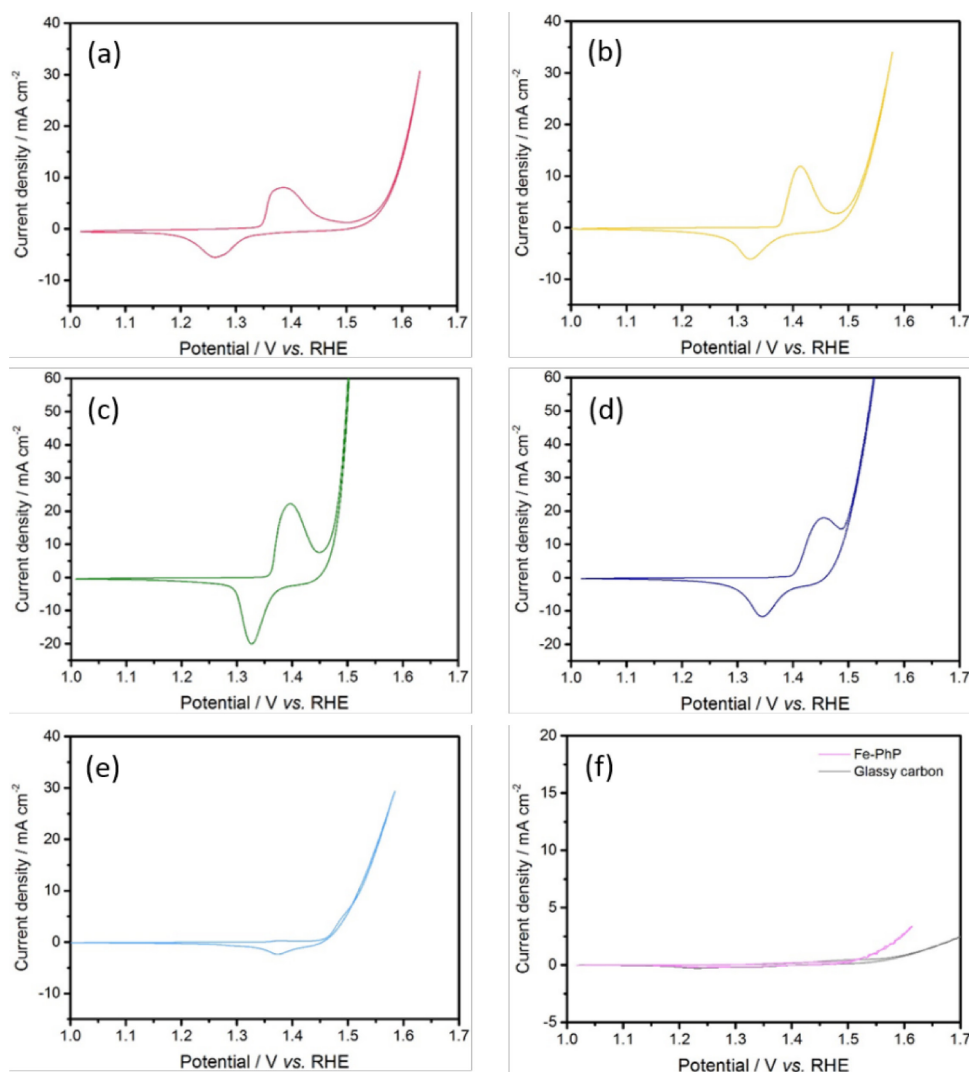 (a)
Current density / mA cm⁻²
40
30
20
10
0
-10
1.0 1.1 1.2 1.3 1.4 1.5 1.6 1.7
Potential / V vs. RHE
(b)
Current density / mA cm⁻²
40
30
20
10
0
-10
1.0 1.1 1.2 1.3 1.4 1.5 1.6 1.7
Potential / V vs. RHE
(c)
Current density / mA cm⁻²
60
50
40
30
20
10
0
-10
-20
1.0 1.1 1.2 1.3 1.4 1.5 1.6 1.7
Potential / V vs. RHE
(d)
Current density / mA cm⁻²
60
50
40
30
20
10
0
-10
-20
1.0 1.1 1.2 1.3 1.4 1.5 1.6 1.7
Potential / V vs. RHE
(e)
Current density / mA cm⁻²
40
30
20
10
0
-10
1.0 1.1 1.2 1.3 1.4 1.5 1.6 1.7
Potential / V vs. RHE
(f)
Fe-PhP
Glassy carbon
Current density / mA cm⁻²
20
15
10
5
0
-5
1.0 1.1 1.2 1.3 1.4 1.5 1.6 1.7
Potential / V vs. RHE